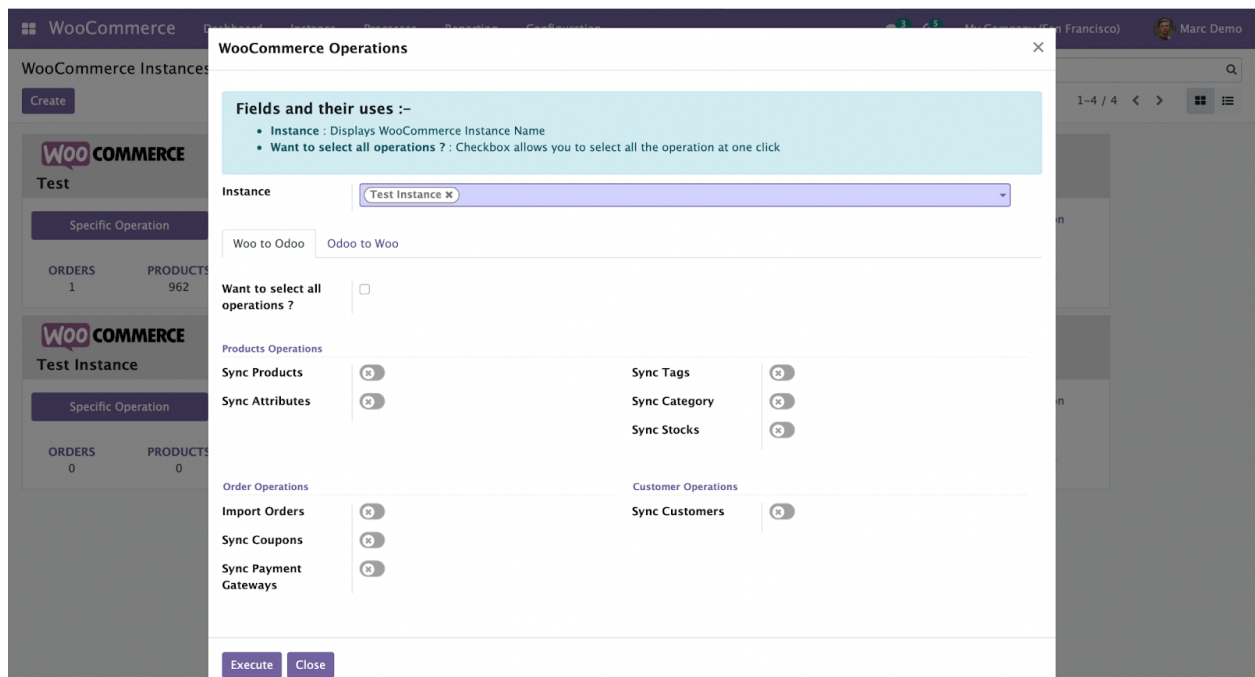 WooCommerce
3
5
n Francisco)
Marc Demo
WooCommerce Operations
×
WooCommerce Instances
Create
1-4 / 4
Fields and their uses :–
• Instance : Displays WooCommerce Instance Name
• Want to select all operations ? : Checkbox allows you to select all the operation at one click
WOO COMMERCE
Test
Instance
Test Instance ×
Specific Operation
n
Woo to Odoo
Odoo to Woo
ORDERS
PRODUCTS
1
962
Want to select all
operations ?
WOO COMMERCE
Test Instance
Products Operations
Sync Products
Sync Tags
Sync Attributes
Sync Category
Specific Operation
n
Sync Stocks
ORDERS
PRODUCTS
0
0
Order Operations
Customer Operations
Import Orders
Sync Customers
Sync Coupons
Sync Payment
Gateways
Execute
Close